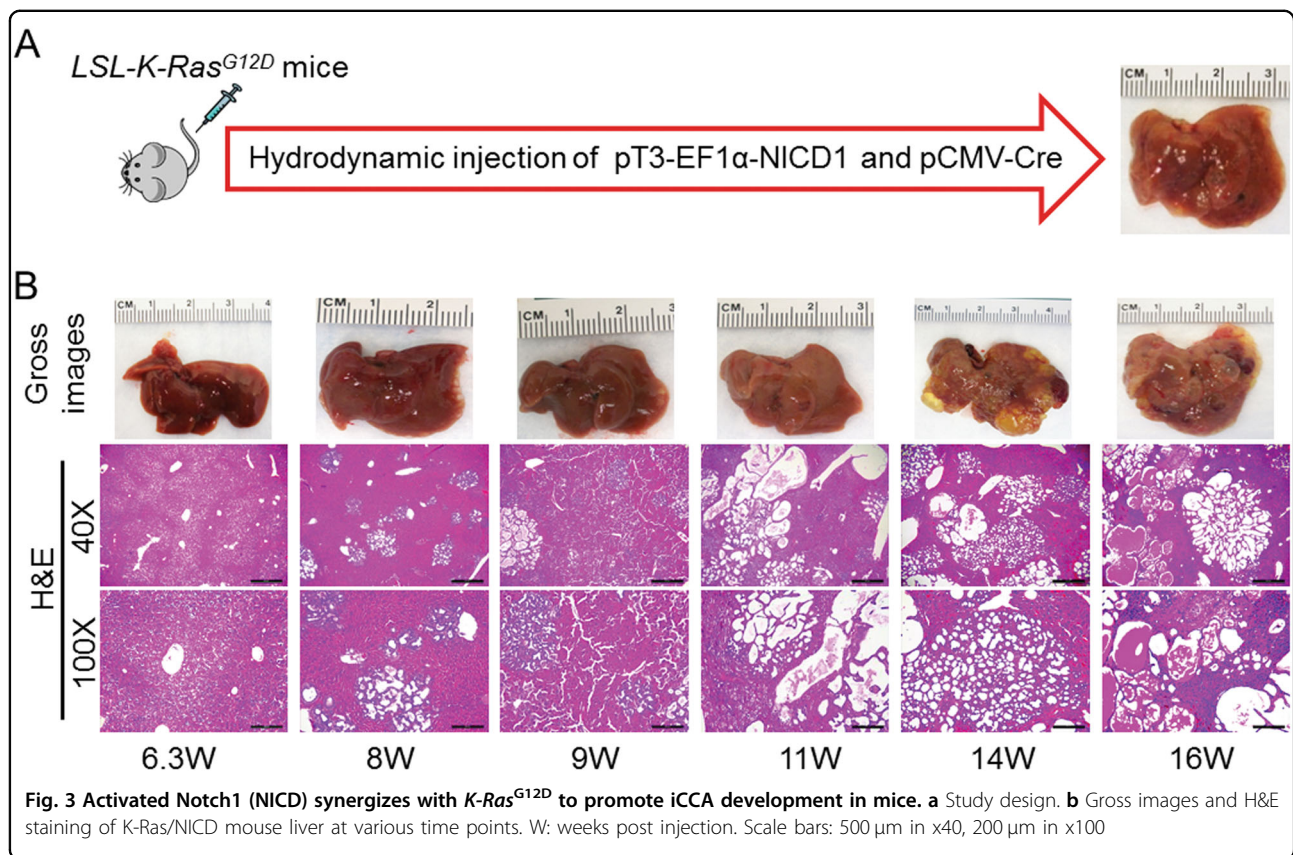 A
LSL-K-Ras^G12D mice
Hydrodynamic injection of pT3-EF1α-NICD1 and pCMV-Cre
CM 1 2 3
B
Gross images
CM 1 2 3 4
CM 1 2
CM 1 2 3
CM 1 2 3
CM 1 2 3 4
CM 1 2 3
H&E
40X
100X
6.3W 8W 9W 11W 14W 16W
Fig. 3 Activated Notch1 (NICD) synergizes with K-Ras^G12D to promote iCCA development in mice. a Study design. b Gross images and H&E
staining of K-Ras/NICD mouse liver at various time points. W: weeks post injection. Scale bars: 500 μm in x40, 200 μm in x100